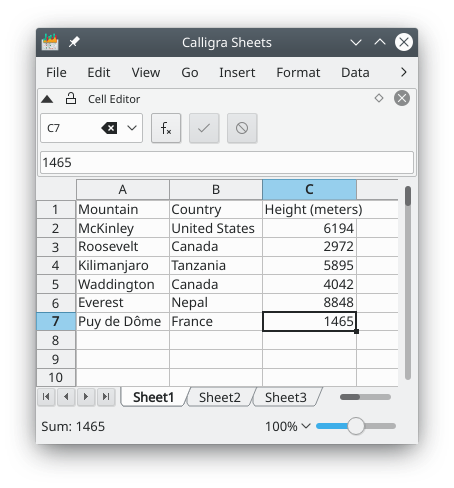 Calligra Sheets
File Edit View Go Insert Format Data
Cell Editor
C7 fx
1465
A B C
1 Mountain Country Height (meters)
2 McKinley United States 6194
3 Roosevelt Canada 2972
4 Kilimanjaro Tanzania 5895
5 Waddington Canada 4042
6 Everest Nepal 8848
7 Puy de Dôme France 1465
8
9
10
Sheet1 Sheet2 Sheet3
Sum: 1465 100%